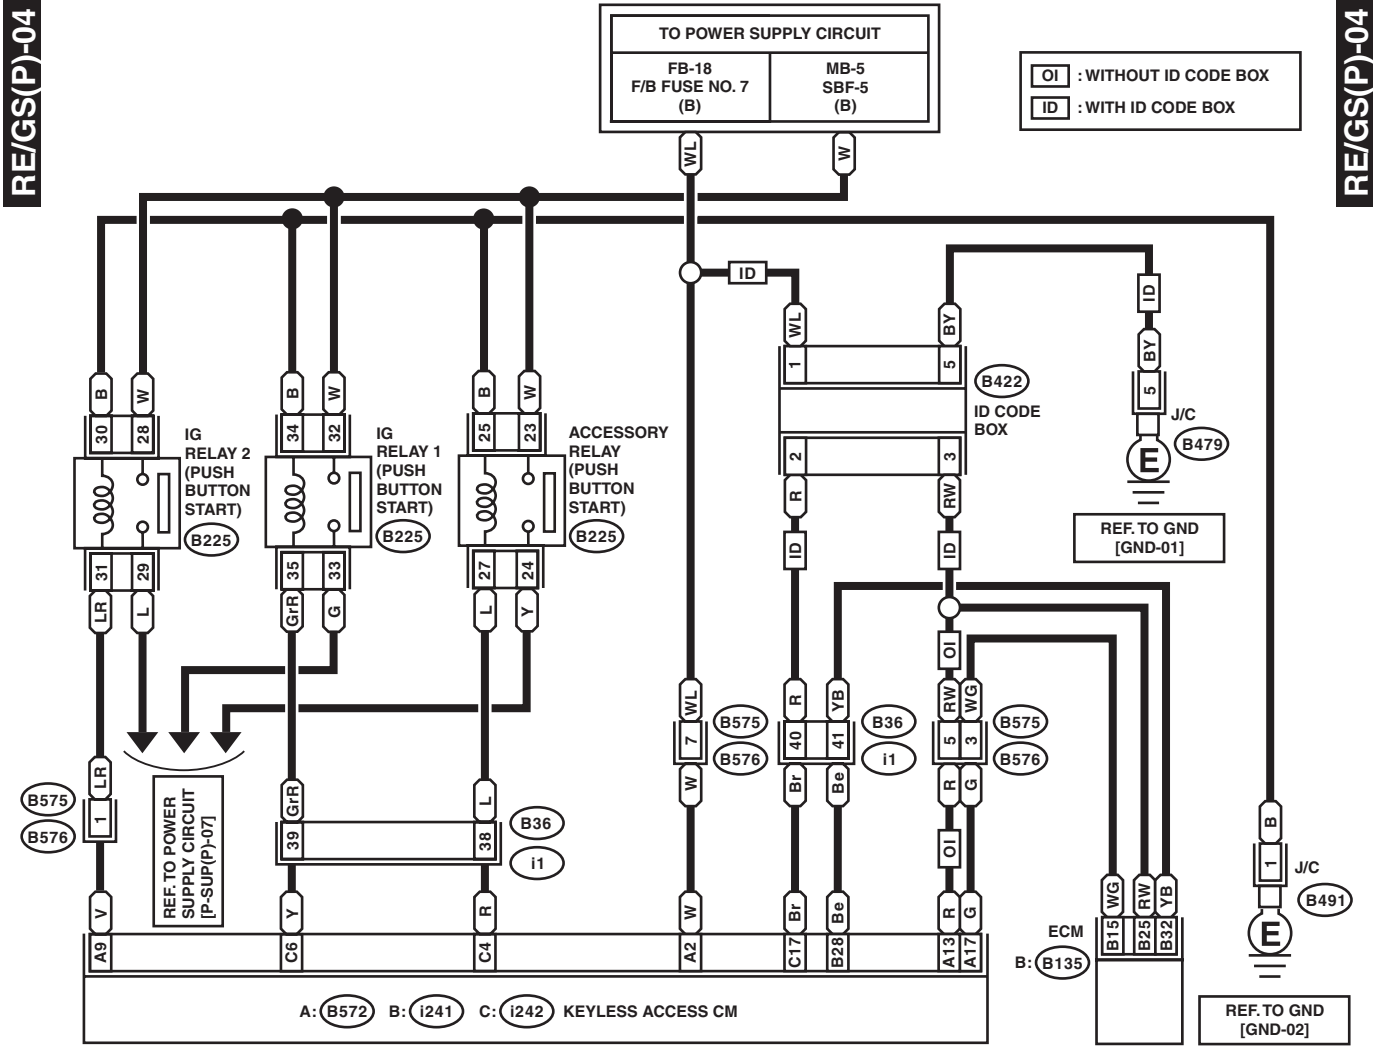 RE/GS(P)-04
RE/GS(P)-04
TO POWER SUPPLY CIRCUIT
FB-18
F/B FUSE NO. 7
(B)
MB-5
SBF-5
(B)
OI : WITHOUT ID CODE BOX
ID : WITH ID CODE BOX
WL
W
ID
WL
BY
ID
BY
1
5
5
B422
ID CODE
BOX
J/C
B479
E
REF. TO GND
[GND-01]
B
W
B
W
B
W
30
28
34
32
25
23
IG
RELAY 2
(PUSH
BUTTON
START)
B225
IG
RELAY 1
(PUSH
BUTTON
START)
B225
ACCESSORY
RELAY
(PUSH
BUTTON
START)
B225
31
29
35
33
27
24
LR
L
GrR
G
L
Y
2
3
R
RW
ID
ID
OI
WL
R
YB
RW
WG
7
B575
B576
40
41
B36
i1
5
3
B575
B576
W
Br
Be
R
G
OI
LR
B575
B576
1
REF. TO POWER
SUPPLY CIRCUIT
[P-SUP(P)-07]
GrR
L
39
38
B36
i1
B
1
J/C
B491
E
REF. TO GND
[GND-02]
V
Y
R
W
Br
Be
R
G
A9
C6
C4
A2
C17
B28
A13
A17
WG
RW
YB
B15
B25
B32
ECM
B: B135
A: B572 B: i241 C: i242 KEYLESS ACCESS CM